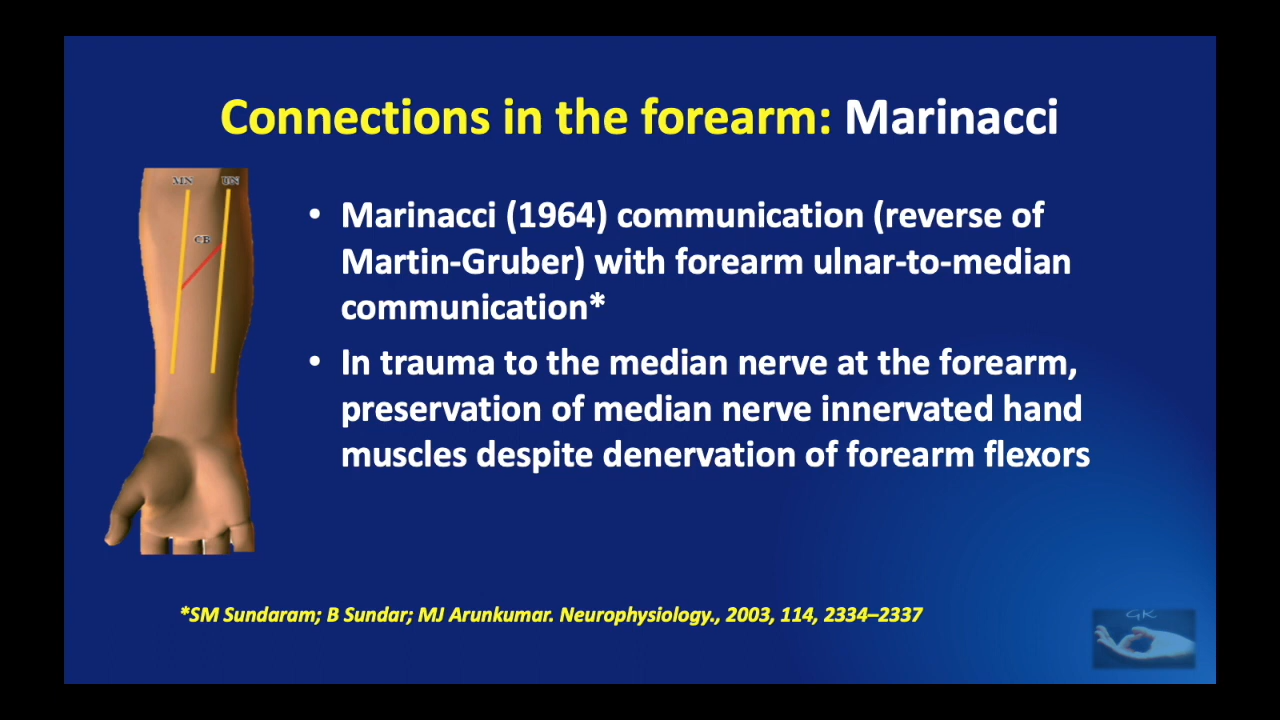 Connections in the forearm: Marinacci
MN UN
CB
• Marinacci (1964) communication (reverse of
Martin-Gruber) with forearm ulnar-to-median
communication*
• In trauma to the median nerve at the forearm,
preservation of median nerve innervated hand
muscles despite denervation of forearm flexors
*SM Sundaram; B Sundar; MJ Arunkumar. Neurophysiology., 2003, 114, 2334–2337
GK